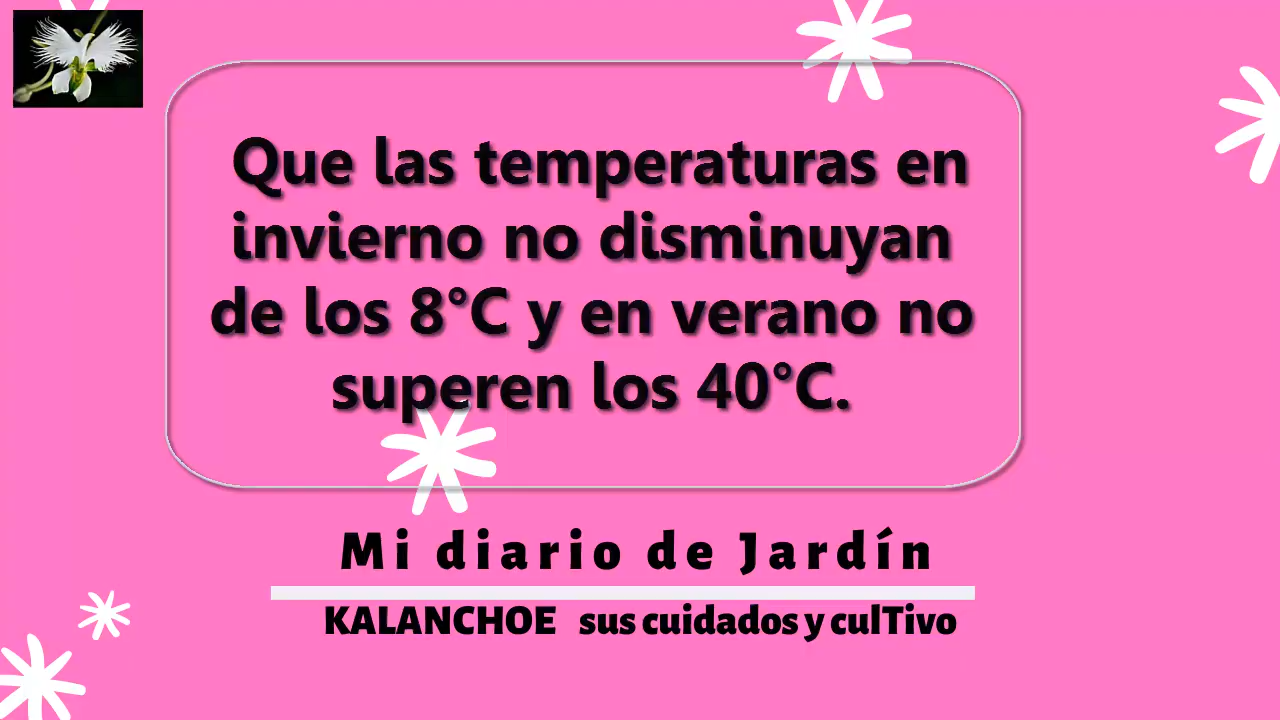 Que las temperaturas en
invierno no disminuyan
de los 8°C y en verano no
superen los 40°C.
Mi diario de Jardín
KALANCHOE sus cuidados y culTivo